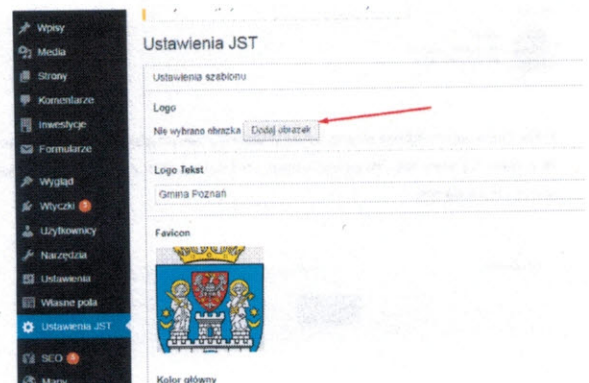 Wpisy
Media
Strony
Komentarze
Inwestycje
Formularze
Wygląd
Wtyczki
Użytkownicy
Narzędzia
Ustawienia
Własne pola
Ustawienia JST
SEO
Mapy
Ustawienia JST
Ustawienia szablonu
Logo
Nie wybrano obrazka Dodaj obrazek
Logo Tekst
Gmina Poznań
Favicon
Kolor główny